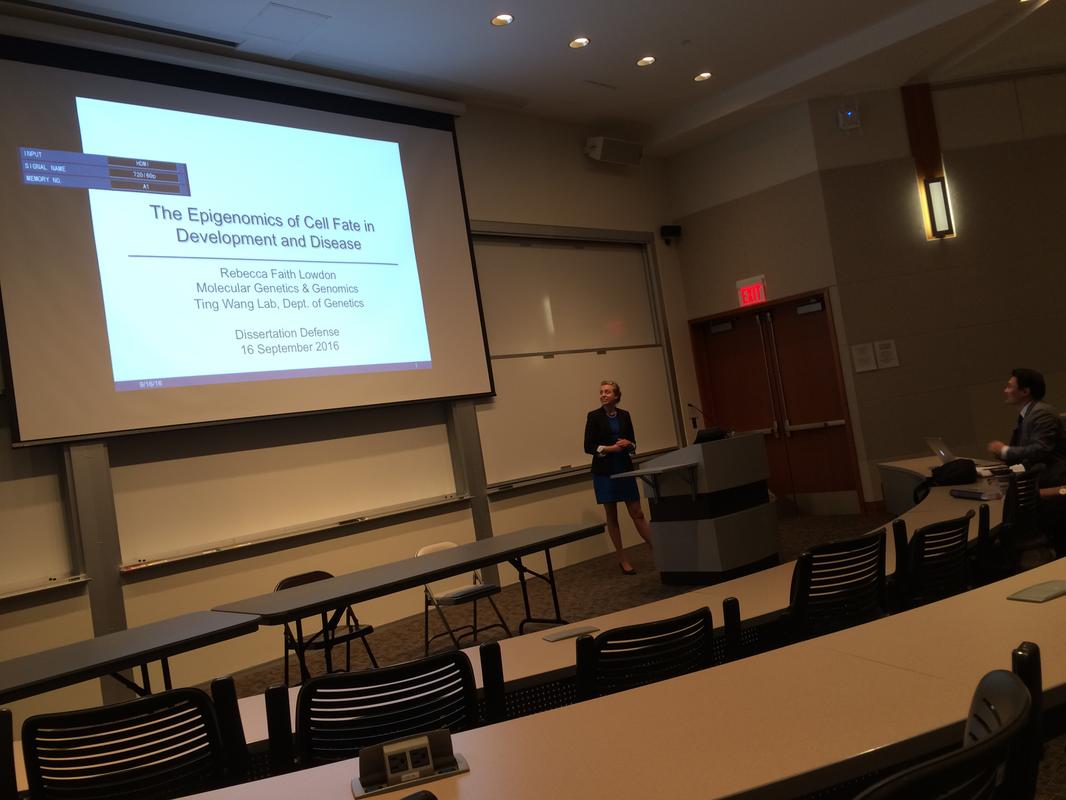 INPUT
HDMI
SIGNAL NAME
720/60p
MEMORY NO.
A1
The Epigenomics of Cell Fate in
Development and Disease
Rebecca Faith Lowdon
Molecular Genetics & Genomics
Ting Wang Lab, Dept. of Genetics
Dissertation Defense
16 September 2016
9/16/16
1
EXIT